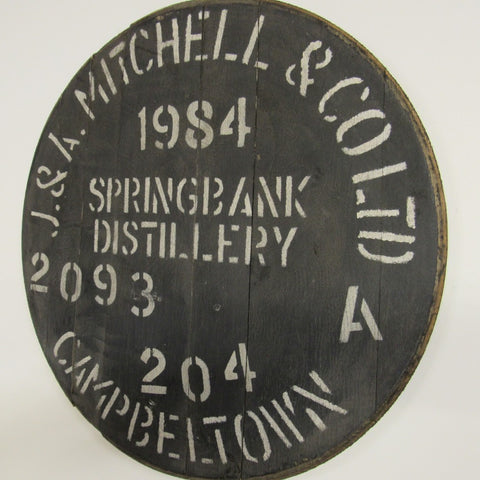 J. & A. MITCHELL & CO LTD
1984
SPRINGBANK
DISTILLERY
2093
A
204
CAMPBELTOWN